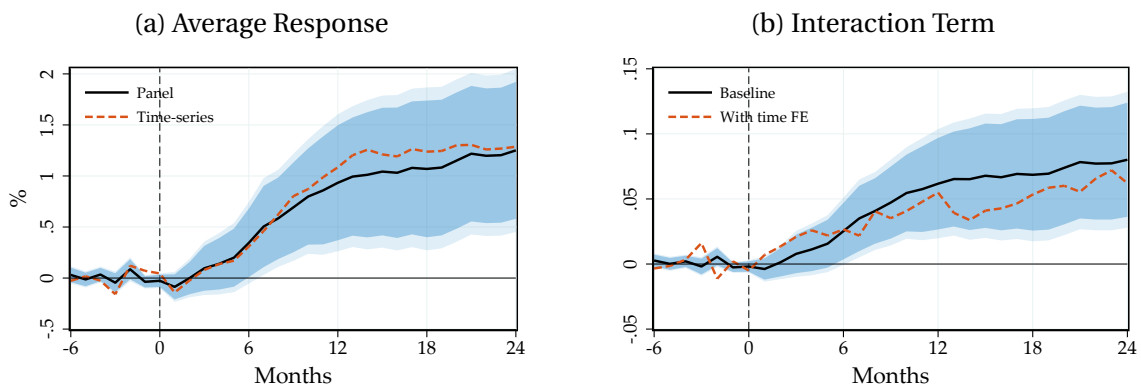 (a) Average Response
2
1.5
1
.5
0
-.5
%
Panel
Time-series
-6 0 6 12 18 24
Months
(b) Interaction Term
.15
.1
.05
0
-.05
Baseline
With time FE
-6 0 6 12 18 24
Months